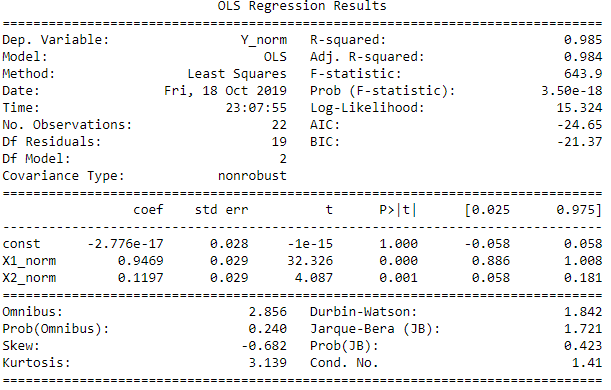 OLS Regression Results
==============================================================================
Dep. Variable: Y_norm R-squared: 0.985
Model: OLS Adj. R-squared: 0.984
Method: Least Squares F-statistic: 643.9
Date: Fri, 18 Oct 2019 Prob (F-statistic): 3.50e-18
Time: 23:07:55 Log-Likelihood: 15.324
No. Observations: 22 AIC: -24.65
Df Residuals: 19 BIC: -21.37
Df Model: 2
Covariance Type: nonrobust
==============================================================================
coef std err t P>|t| [0.025 0.975]
------------------------------------------------------------------------------
const -2.776e-17 0.028 -1e-15 1.000 -0.058 0.058
X1_norm 0.9469 0.029 32.326 0.000 0.886 1.008
X2_norm 0.1197 0.029 4.087 0.001 0.058 0.181
==============================================================================
Omnibus: 2.856 Durbin-Watson: 1.842
Prob(Omnibus): 0.240 Jarque-Bera (JB): 1.721
Skew: -0.682 Prob(JB): 0.423
Kurtosis: 3.139 Cond. No. 1.41
==============================================================================